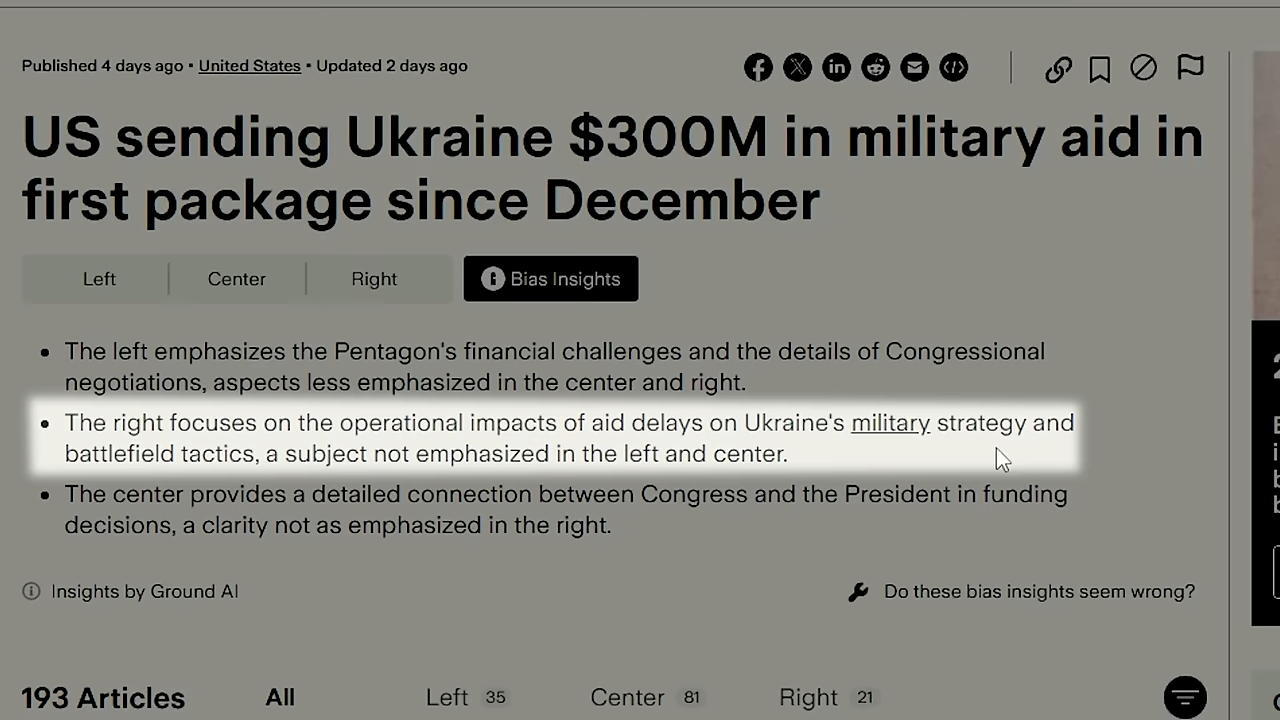 Published 4 days ago • United States • Updated 2 days ago
US sending Ukraine $300M in military aid in
first package since December
Left Center Right Bias Insights
• The left emphasizes the Pentagon's financial challenges and the details of Congressional
negotiations, aspects less emphasized in the center and right.
• The right focuses on the operational impacts of aid delays on Ukraine's military strategy and
battlefield tactics, a subject not emphasized in the left and center.
• The center provides a detailed connection between Congress and the President in funding
decisions, a clarity not as emphasized in the right.
Insights by Ground AI Do these bias insights seem wrong?
193 Articles All Left 35 Center 81 Right 21